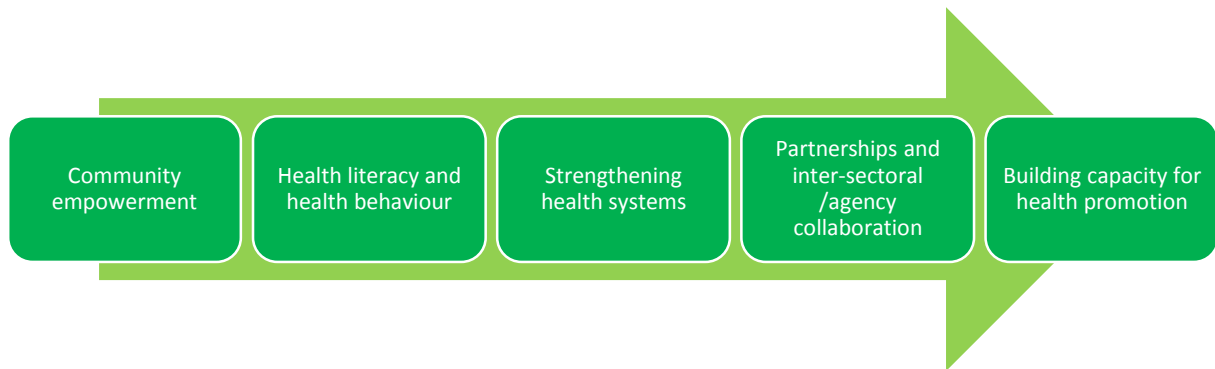 Community
empowerment
Health literacy and
health behaviour
Strengthening
health systems
Partnerships and
inter-sectoral
/agency
collaboration
Building capacity for
health promotion